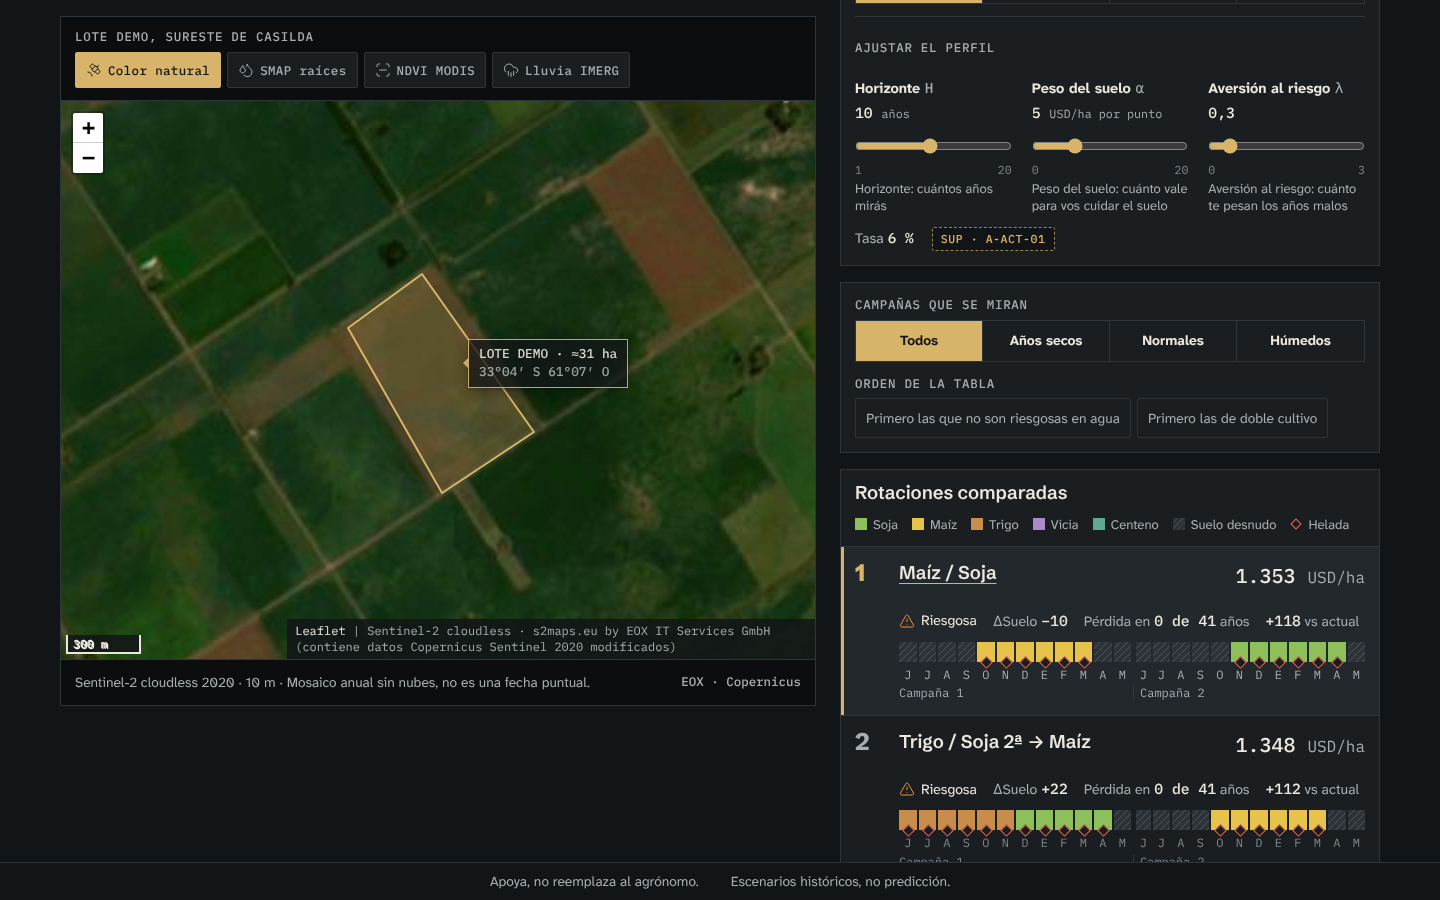 LOTE DEMO, SURESTE DE CASILDA
Color natural
SMAP raíces
NDVI MODIS
Lluvia IMERG
+
−
LOTE DEMO · ≈31 ha
33°04′ S 61°07′ O
300 m
Leaflet | Sentinel-2 cloudless · s2maps.eu by EOX IT Services GmbH
(contiene datos Copernicus Sentinel 2020 modificados)
Sentinel-2 cloudless 2020 · 10 m · Mosaico anual sin nubes, no es una fecha puntual.
EOX · Copernicus
AJUSTAR EL PERFIL
Horizonte H
10 años
1 20
Horizonte: cuántos años
mirás
Peso del suelo α
5 USD/ha por punto
0 20
Peso del suelo: cuánto vale
para vos cuidar el suelo
Aversión al riesgo λ
0,3
0 3
Aversión al riesgo: cuánto
te pesan los años malos
Tasa 6 % SUP · A-ACT-01
CAMPAÑAS QUE SE MIRAN
Todos
Años secos
Normales
Húmedos
ORDEN DE LA TABLA
Primero las que no son riesgosas en agua
Primero las de doble cultivo
Rotaciones comparadas
Soja Maíz Trigo Vicia Centeno Suelo desnudo Helada
1 Maíz / Soja 1.353 USD/ha
Riesgosa ΔSuelo −10 Pérdida en 0 de 41 años +118 vs actual
J J A S O N D E F M A M J J A S O N D E F M A M
Campaña 1 Campaña 2
2 Trigo / Soja 2ª → Maíz 1.348 USD/ha
Riesgosa ΔSuelo +22 Pérdida en 0 de 41 años +112 vs actual
J J A S O N D E F M A M J J A S O N D E F M A M
Campaña 1 Campaña 2
Apoya, no reemplaza al agrónomo. Escenarios históricos, no predicción.